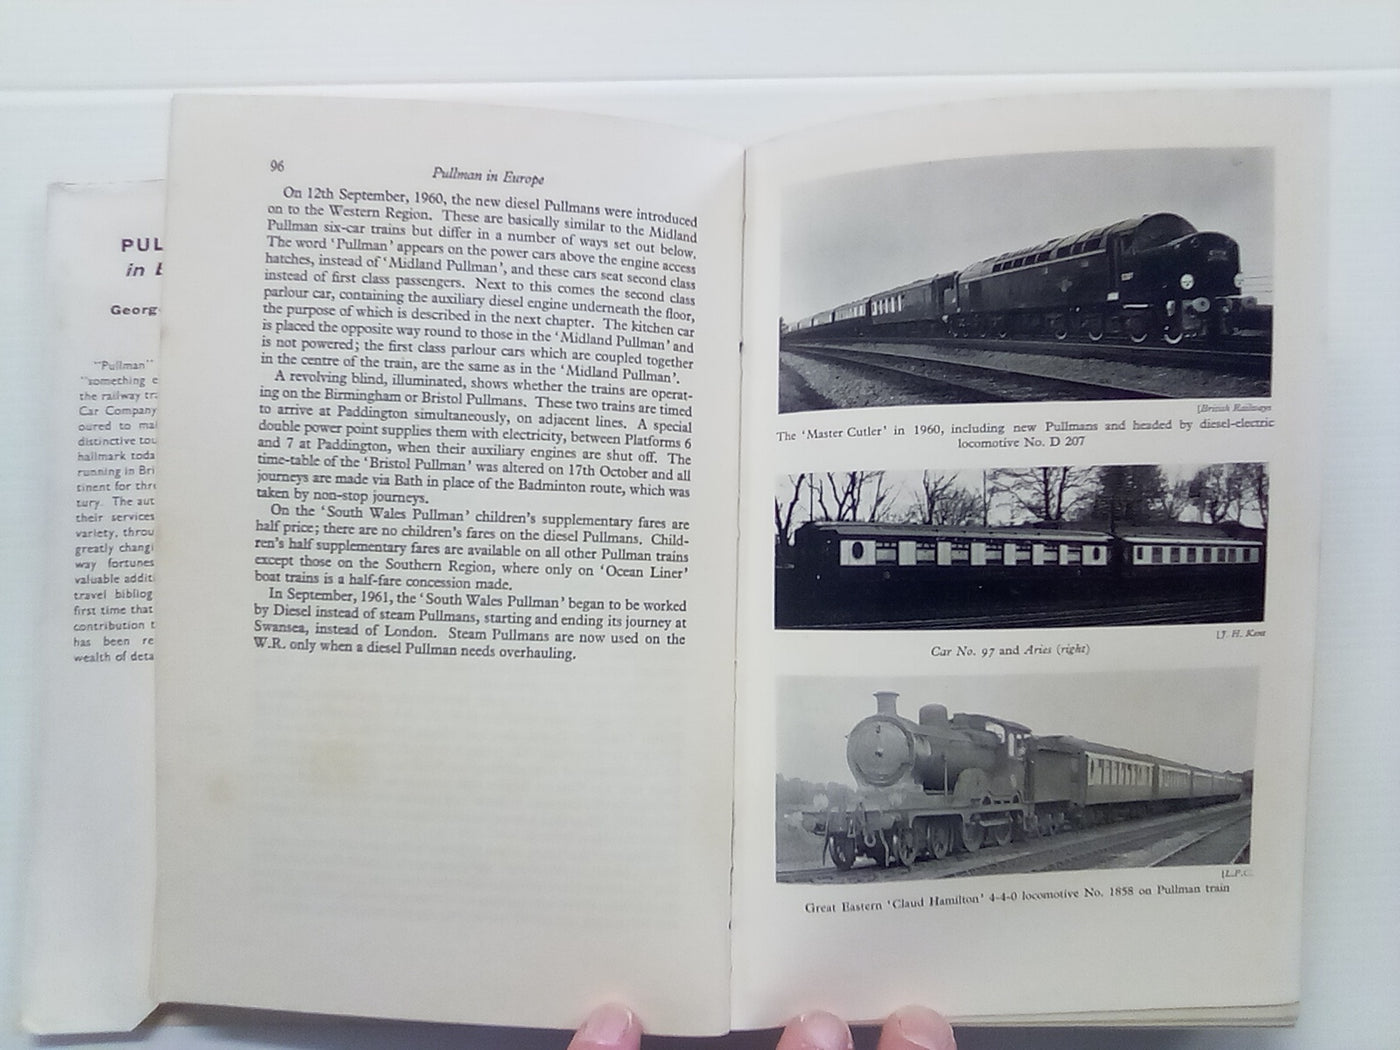 PUL
in E
Georg
"Pullman"
"something e
the railway tra
Car Company
oured to mal
distinctive tou
hallmark toda
running in Bri
tinent for thre
tury. The aut
their services
variety, throu
greatly changi
way fortunes
valuable additi
travel bibliog
first time that
contribution t
has been re
wealth of deta
96
Pullman in Europe
On 12th September, 1960, the new diesel Pullmans were introduced
on to the Western Region. These are basically similar to the Midland
Pullman six-car trains but differ in a number of ways set out below.
The word 'Pullman' appears on the power cars above the engine access
hatches, instead of 'Midland Pullman', and these cars seat second class
instead of first class passengers. Next to this comes the second class
parlour car, containing the auxiliary diesel engine underneath the floor,
the purpose of which is described in the next chapter. The kitchen car
is placed the opposite way round to those in the 'Midland Pullman' and
is not powered; the first class parlour cars which are coupled together
in the centre of the train, are the same as in the 'Midland Pullman'.
A revolving blind, illuminated, shows whether the trains are operat-
ing on the Birmingham or Bristol Pullmans. These two trains are timed
to arrive at Paddington simultaneously, on adjacent lines. A special
double power point supplies them with electricity, between Platforms 6
and 7 at Paddington, when their auxiliary engines are shut off. The
time-table of the 'Bristol Pullman' was altered on 17th October and all
journeys are made via Bath in place of the Badminton route, which was
taken by non-stop journeys.
On the 'South Wales Pullman' children's supplementary fares are
half price; there are no children's fares on the diesel Pullmans. Child-
ren's half supplementary fares are available on all other Pullman trains
except those on the Southern Region, where only on 'Ocean Liner'
boat trains is a half-fare concession made.
In September, 1961, the 'South Wales Pullman' began to be worked
by Diesel instead of steam Pullmans, starting and ending its journey at
Swansea, instead of London. Steam Pullmans are now used on the
W.R. only when a diesel Pullman needs overhauling.
[British Railways
The 'Master Cutler' in 1960, including new Pullmans and headed by diesel-electric
locomotive No. D 207
[J. H. Kent
Car No. 97 and Aries (right)
[L.P.C.
Great Eastern 'Claud Hamilton' 4-4-0 locomotive No. 1858 on Pullman train